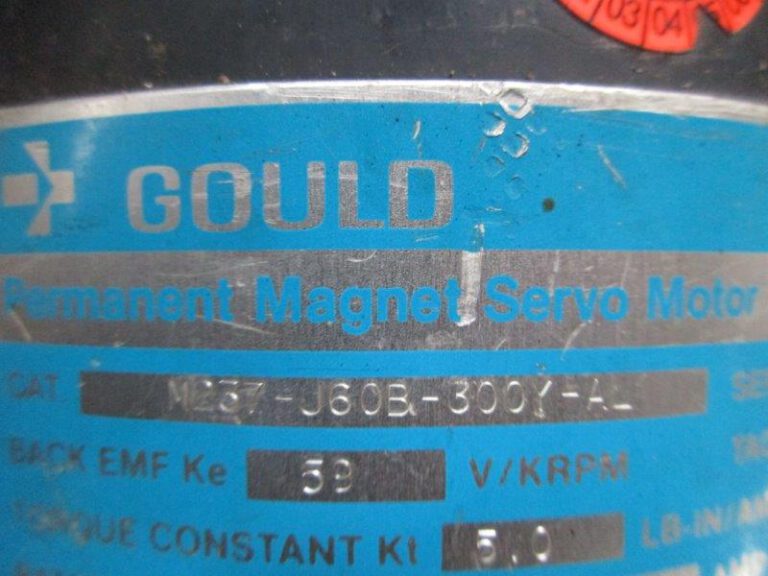 03 04
GOULD
Permanent Magnet Servo Motor
CAT M237-J60B-300Y-AL
BACK EMF Ke 59 V/KRPM
TORQUE CONSTANT Kt 5.0 LB-IN/